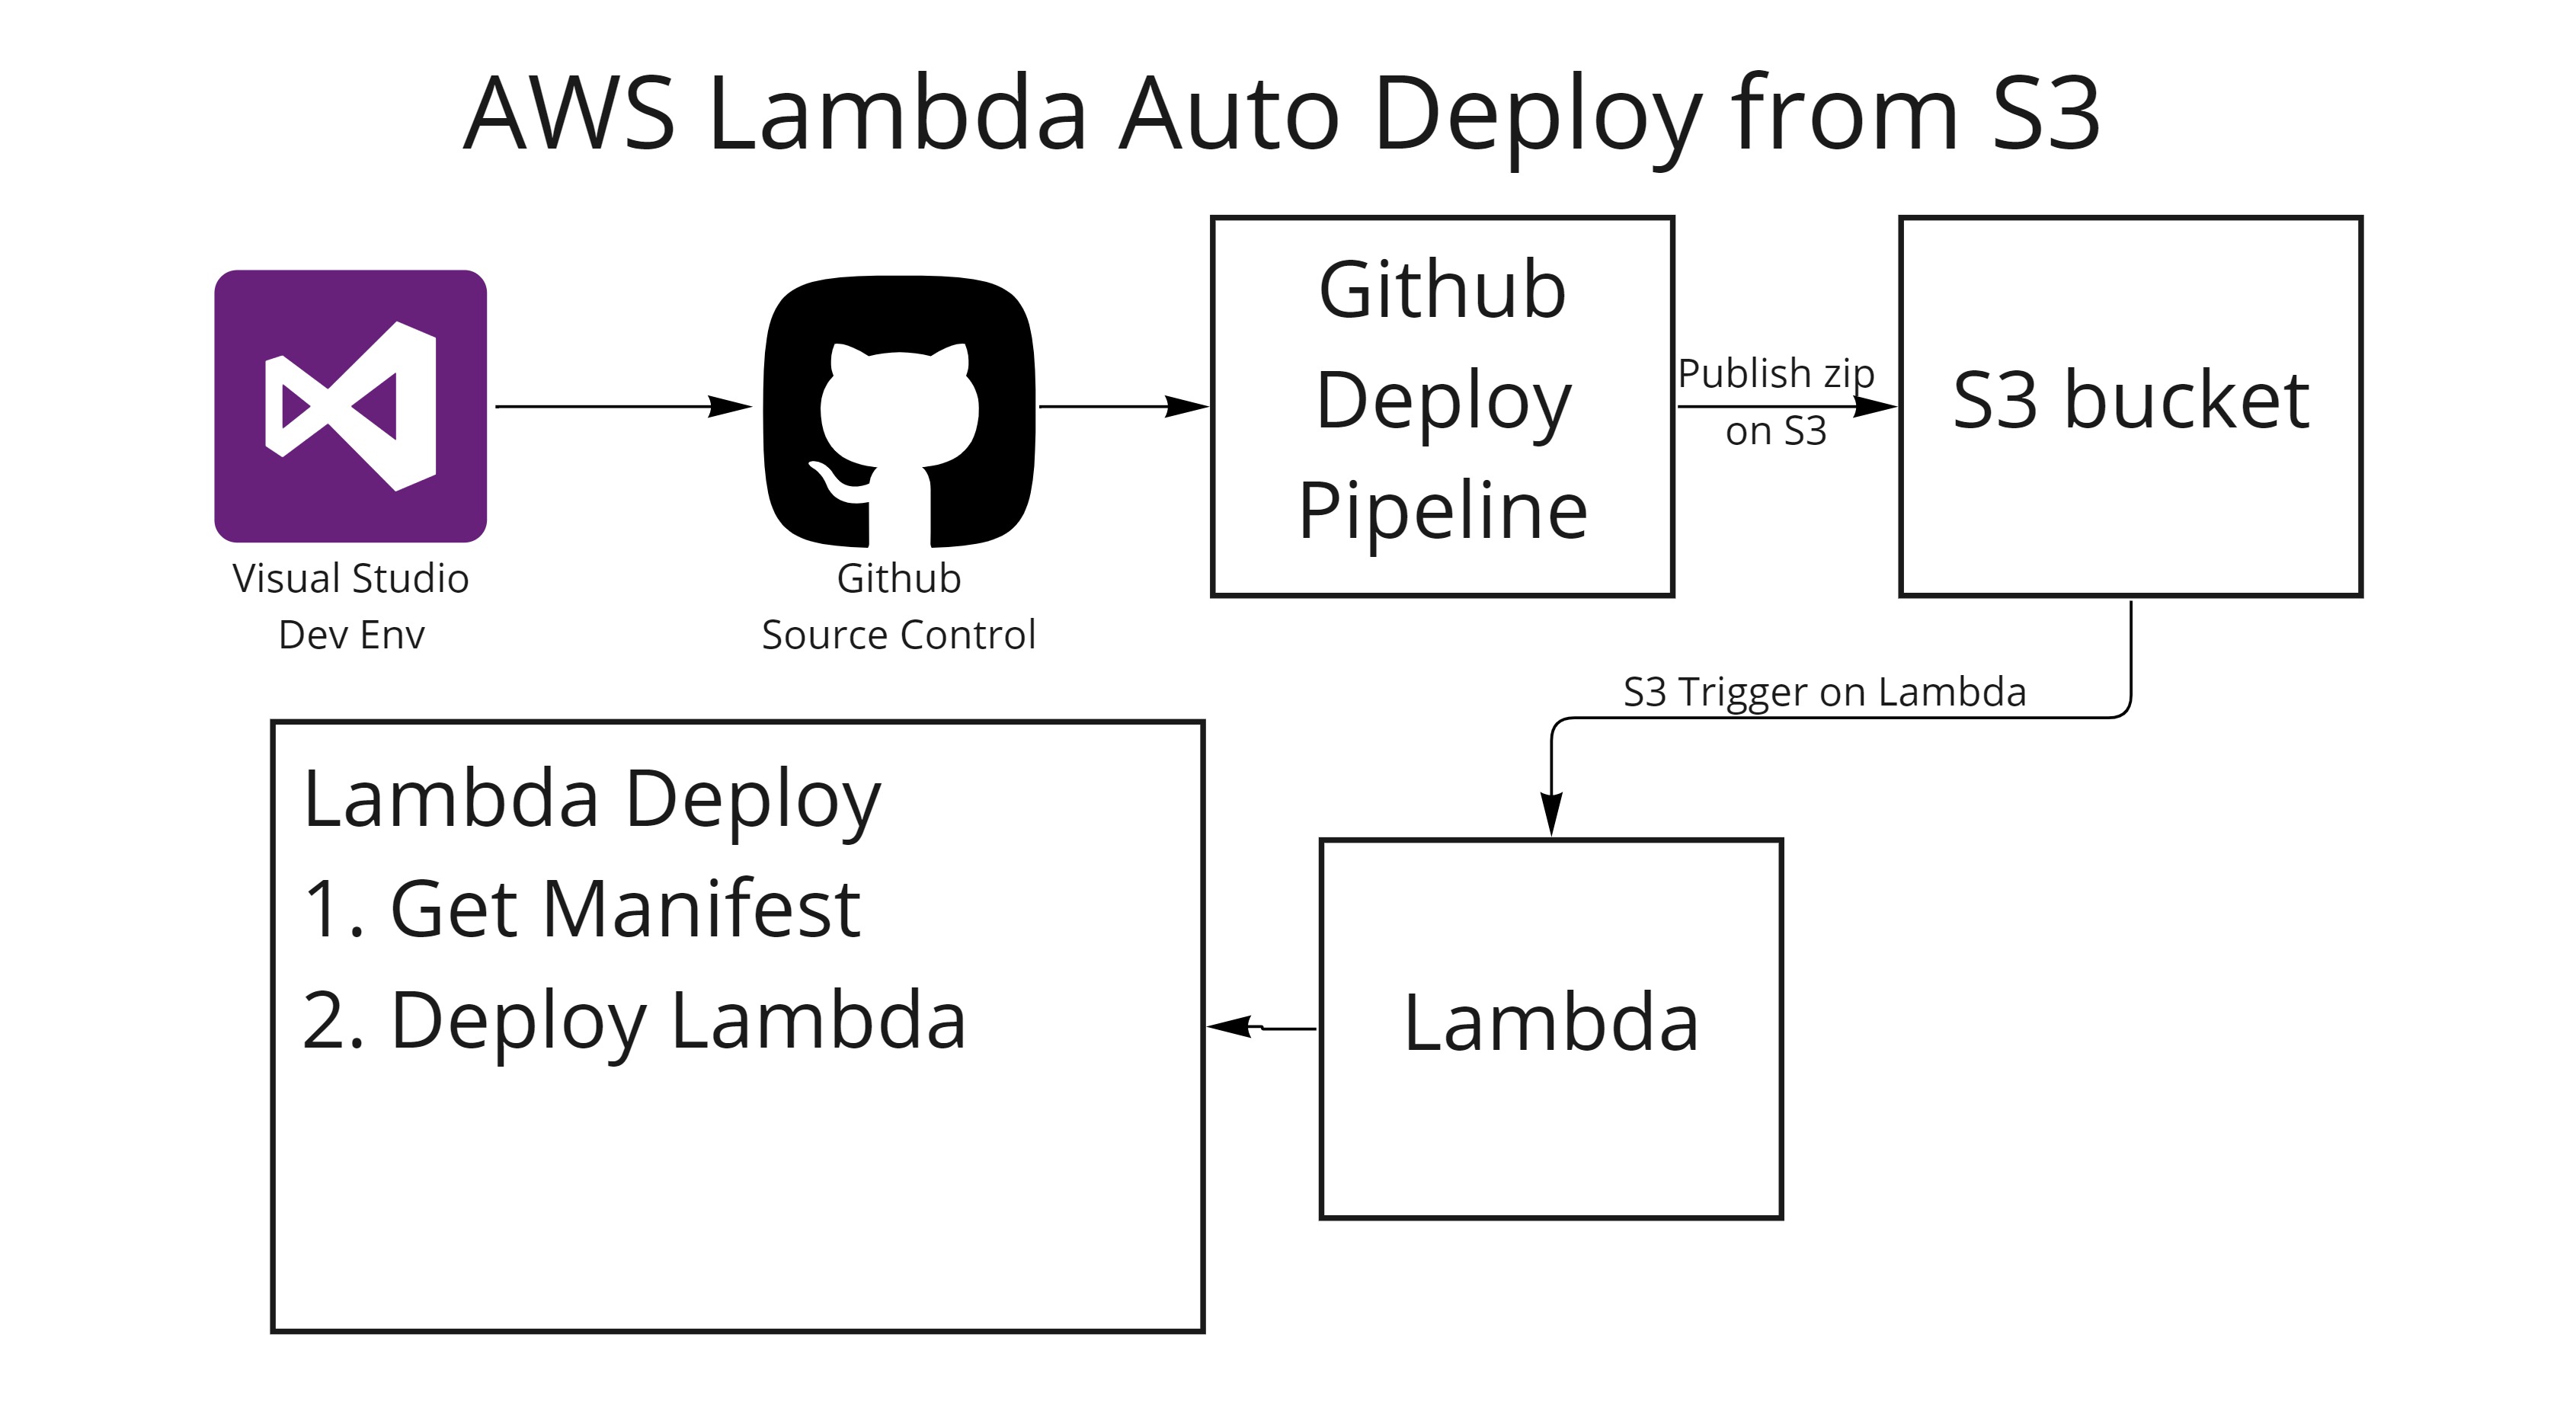 AWS Lambda Auto Deploy from S3
Visual Studio
Dev Env
Github
Source Control
Github
Deploy
Pipeline
Publish zip
on S3
S3 bucket
S3 Trigger on Lambda
Lambda
Lambda Deploy
1. Get Manifest
2. Deploy Lambda